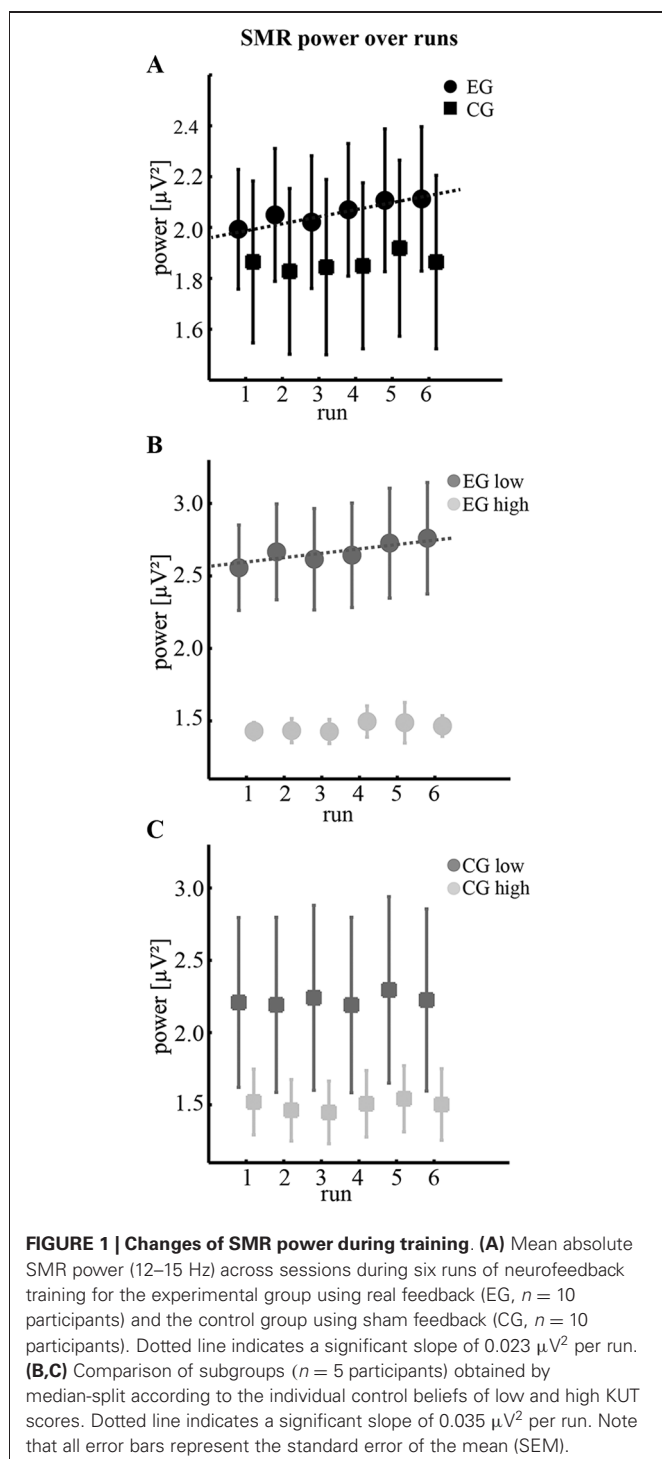 SMR power over runs
A
EG
CG
2.4
2.2
2.0
1.8
1.6
power [µV²]
1 2 3 4 5 6
run
B
EG low
EG high
3.0
2.5
2.0
1.5
power [µV²]
1 2 3 4 5 6
run
C
CG low
CG high
3.0
2.5
2.0
1.5
power [µV²]
1 2 3 4 5 6
run
FIGURE 1 | Changes of SMR power during training. (A) Mean absolute
SMR power (12–15 Hz) across sessions during six runs of neurofeedback
training for the experimental group using real feedback (EG, n = 10
participants) and the control group using sham feedback (CG, n = 10
participants). Dotted line indicates a significant slope of 0.023 µV² per run.
(B,C) Comparison of subgroups (n = 5 participants) obtained by
median-split according to the individual control beliefs of low and high KUT
scores. Dotted line indicates a significant slope of 0.035 µV² per run. Note
that all error bars represent the standard error of the mean (SEM).